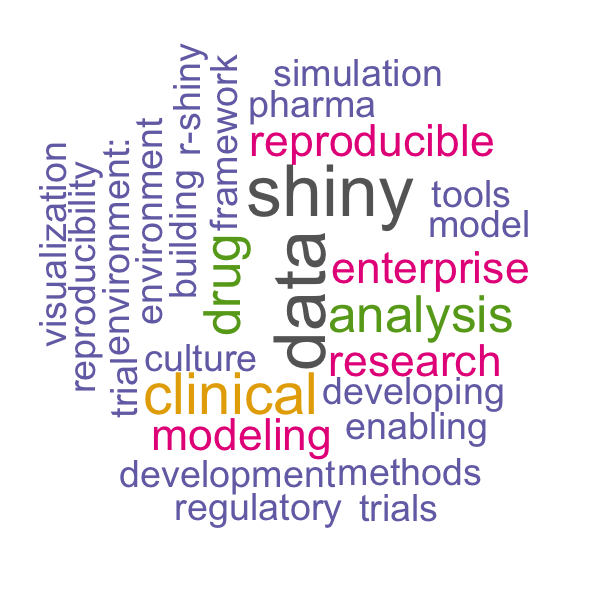 simulation
pharma
reproducible
shiny
tools
model
data
enterprise
analysis
research
developing
enabling
methods
trials
regulatory
development
modeling
clinical
culture
drug
framework
r-shiny
building
environment
environment:
trial
reproducibility
visualization